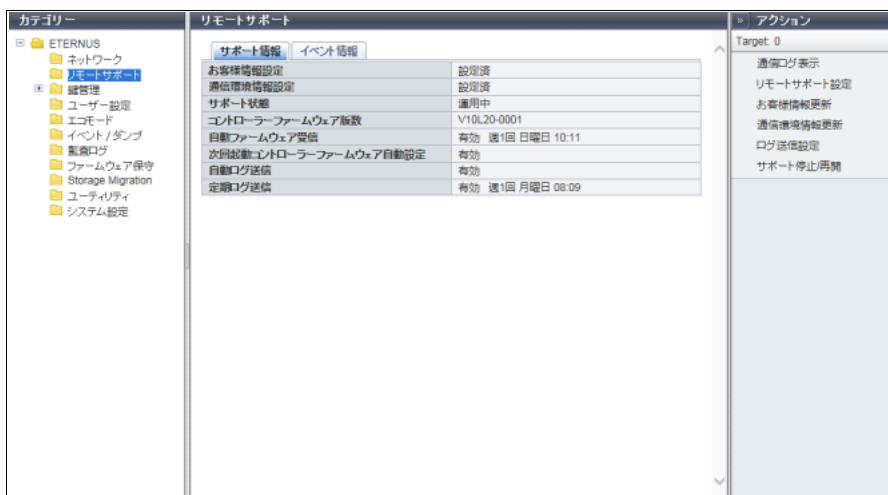 カテゴリー
ETERNUS
ネットワーク
リモートサポート
鍵管理
ユーザー設定
エコモード
イベント / ダンプ
監査ログ
ファームウェア保守
Storage Migration
ユーティリティ
システム設定
リモートサポート
サポート情報 イベント情報
お客様情報設定 設定済
通信環境情報設定 設定済
サポート状態 運用中
コントローラーファームウェア版数 V10L20-0001
自動ファームウェア受信 有効 週1回 日曜日 10:11
次回起動コントローラーファームウェア自動設定 有効
自動ログ送信 有効
定期ログ送信 有効 週1回 月曜日 08:09
» アクション
Target: 0
通信ログ表示
リモートサポート設定
お客様情報更新
通信環境情報更新
ログ送信設定
サポート停止/再開